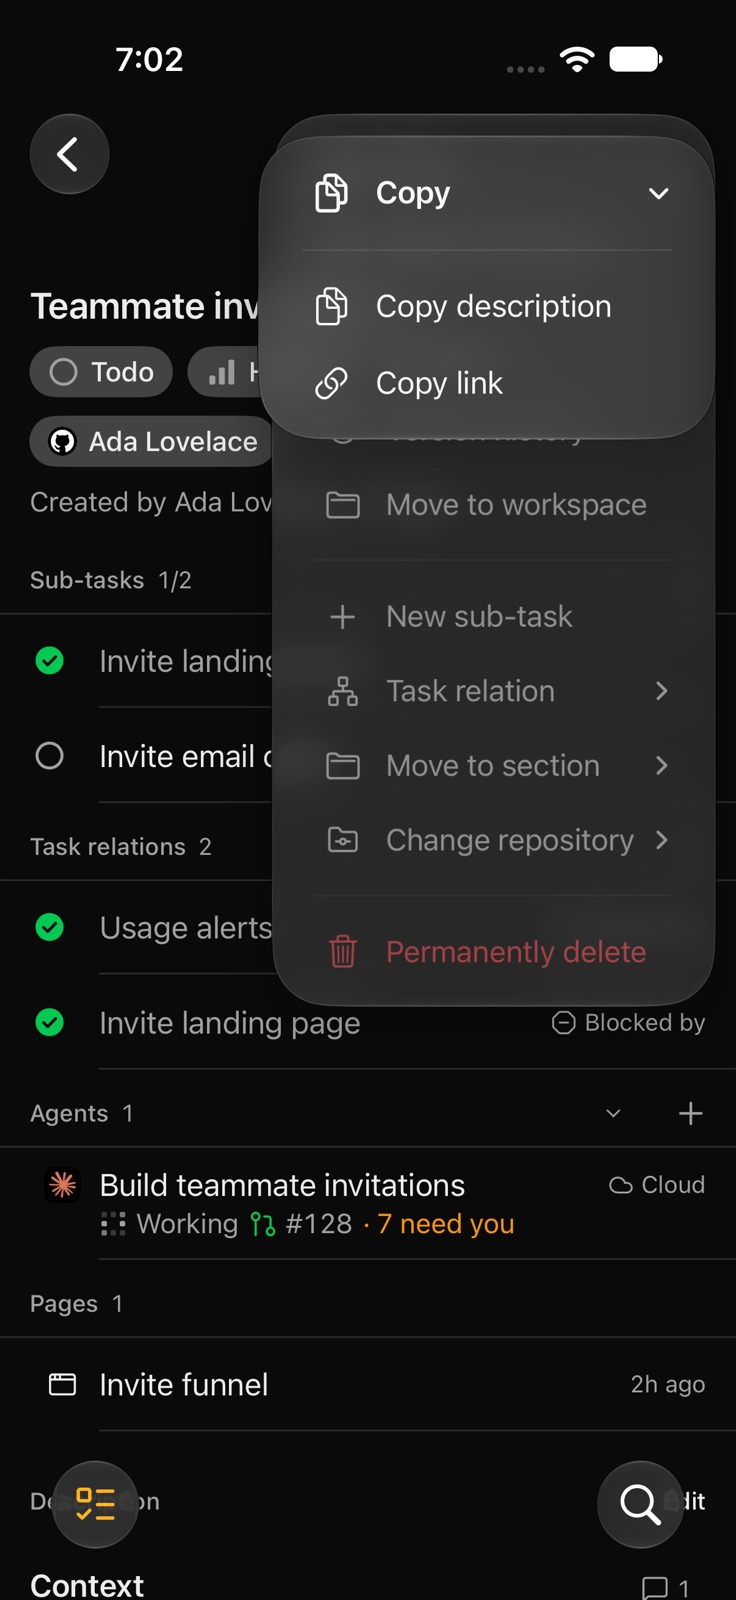 7:02
Copy
Copy description
Copy link
Teammate inv
Todo
Ada Lovelace
Created by Ada Lov
Version history
Move to workspace
New sub-task
Task relation
Move to section
Change repository
Permanently delete
Sub-tasks 1/2
Invite landing
Invite email
Task relations 2
Usage alerts
Invite landing page
Blocked by
Agents 1
Build teammate invitations
Cloud
Working #128 · 7 need you
Pages 1
Invite funnel
2h ago
Context
1